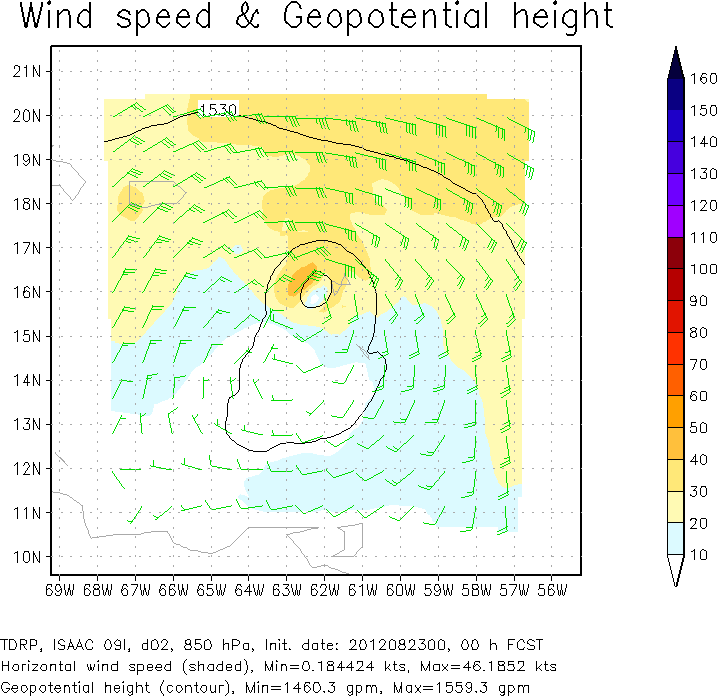 Wind speed & Geopotential height
21N
20N
19N
18N
17N
16N
15N
14N
13N
12N
11N
10N
1530
69W 68W 67W 66W 65W 64W 63W 62W 61W 60W 59W 58W 57W 56W
160
150
140
130
120
110
100
90
80
70
60
50
40
30
20
10
TDRP, ISAAC 09l, d02, 850 hPa, Init. date: 2012082300, 00 h FCST
Horizontal wind speed (shaded), Min=0.184424 kts, Max=46.1852 kts
Geopotential height (contour), Min=1460.3 gpm, Max=1559.3 gpm